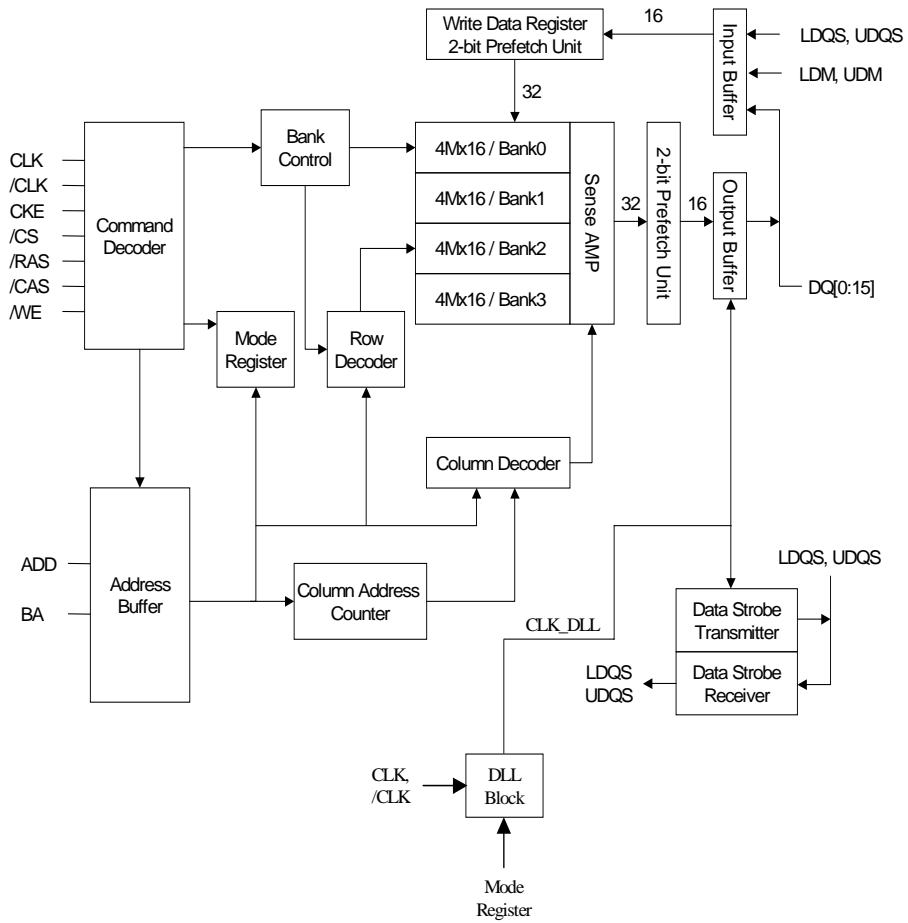 Write Data Register
2-bit Prefetch Unit
16
Input Buffer
LDQS, UDQS
LDM, UDM
32
Bank
Control
4Mx16 / Bank0
4Mx16 / Bank1
4Mx16 / Bank2
4Mx16 / Bank3
Sense AMP
32
2-bit Prefetch Unit
16
Output Buffer
DQ[0:15]
CLK
/CLK
CKE
/CS
/RAS
/CAS
/WE
Command
Decoder
Mode
Register
Row
Decoder
Column Decoder
ADD
BA
Address
Buffer
Column Address
Counter
CLK_DLL
LDQS, UDQS
Data Strobe
Transmitter
Data Strobe
Receiver
LDQS
UDQS
CLK,
/CLK
DLL
Block
Mode
Register